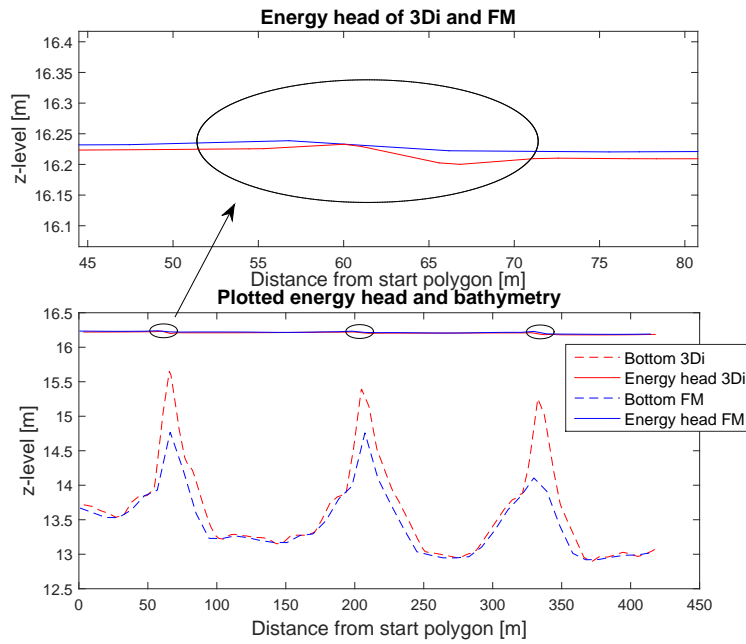 Energy head of 3Di and FM
16.4
16.35
16.3
16.25
16.2
16.15
16.1
z-level [m]
45 50 55 60 65 70 75 80
Distance from start polygon [m]
Plotted energy head and bathymetry
16.5
16
15.5
15
14.5
14
13.5
13
12.5
z-level [m]
Bottom 3Di
Energy head 3Di
Bottom FM
Energy head FM
0 50 100 150 200 250 300 350 400 450
Distance from start polygon [m]